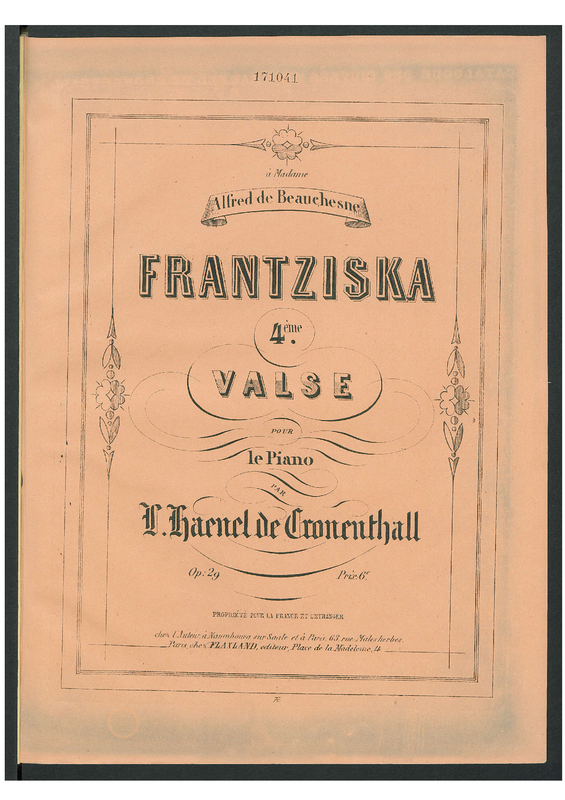 171041
à Madame
Alfred de Beauchesne
FRANTZISKA
4ème.
VALSE
POUR
le Piano
PAR
L. Haenel de Cronenthall
Op: 29 Prix 6f
PROPRIÉTÉ POUR LA FRANCE ET L'ÉTRANGER
chez l'Auteur, à Naumbourg sur Saale et à Paris, 63, rue Malesherbes.
Paris, chez FLAXLAND, editeur, Place de la Madeleine, 4